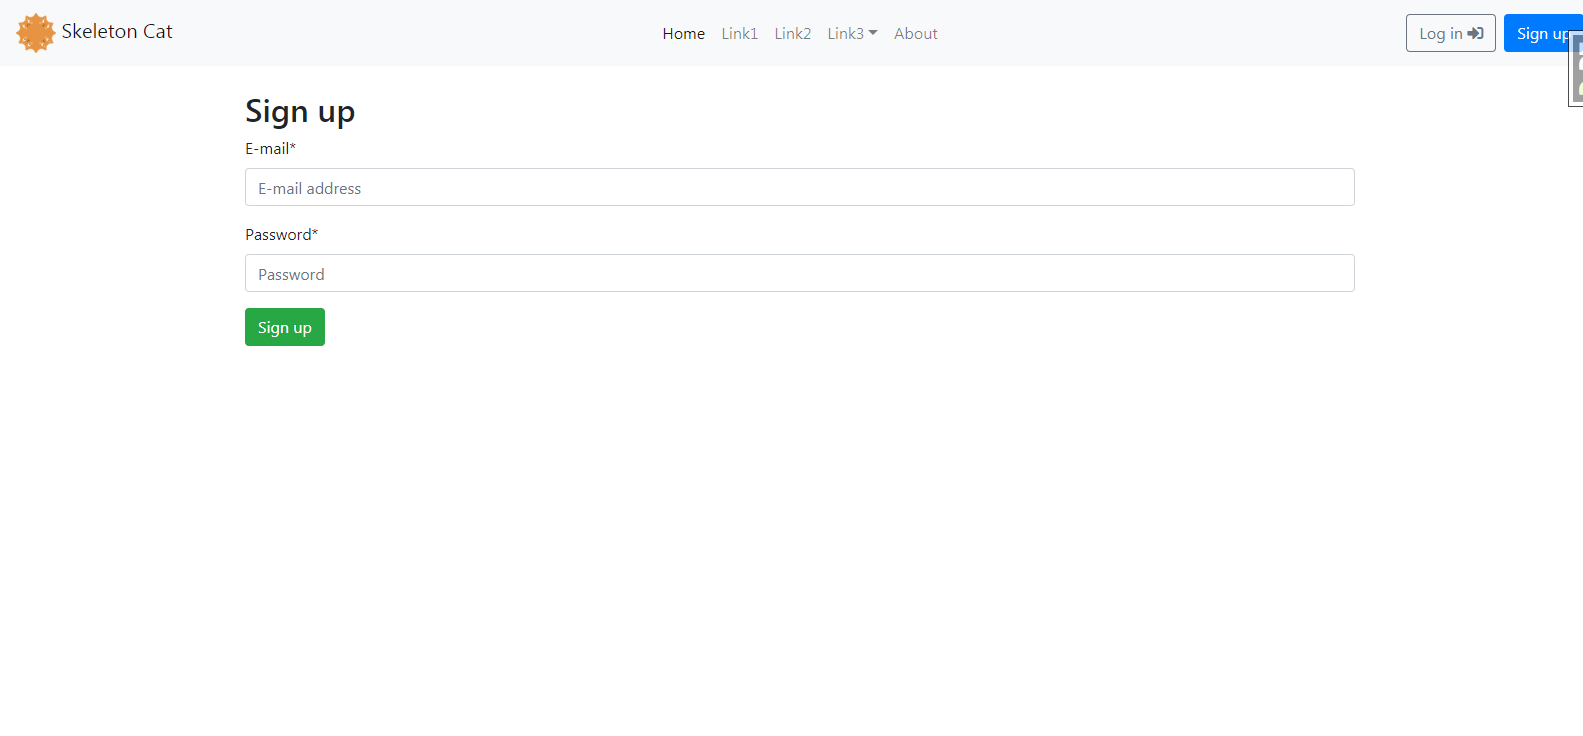 Skeleton Cat
Home Link1 Link2 Link3 About
Log in Sign up
Sign up
E-mail*
E-mail address
Password*
Password
Sign up